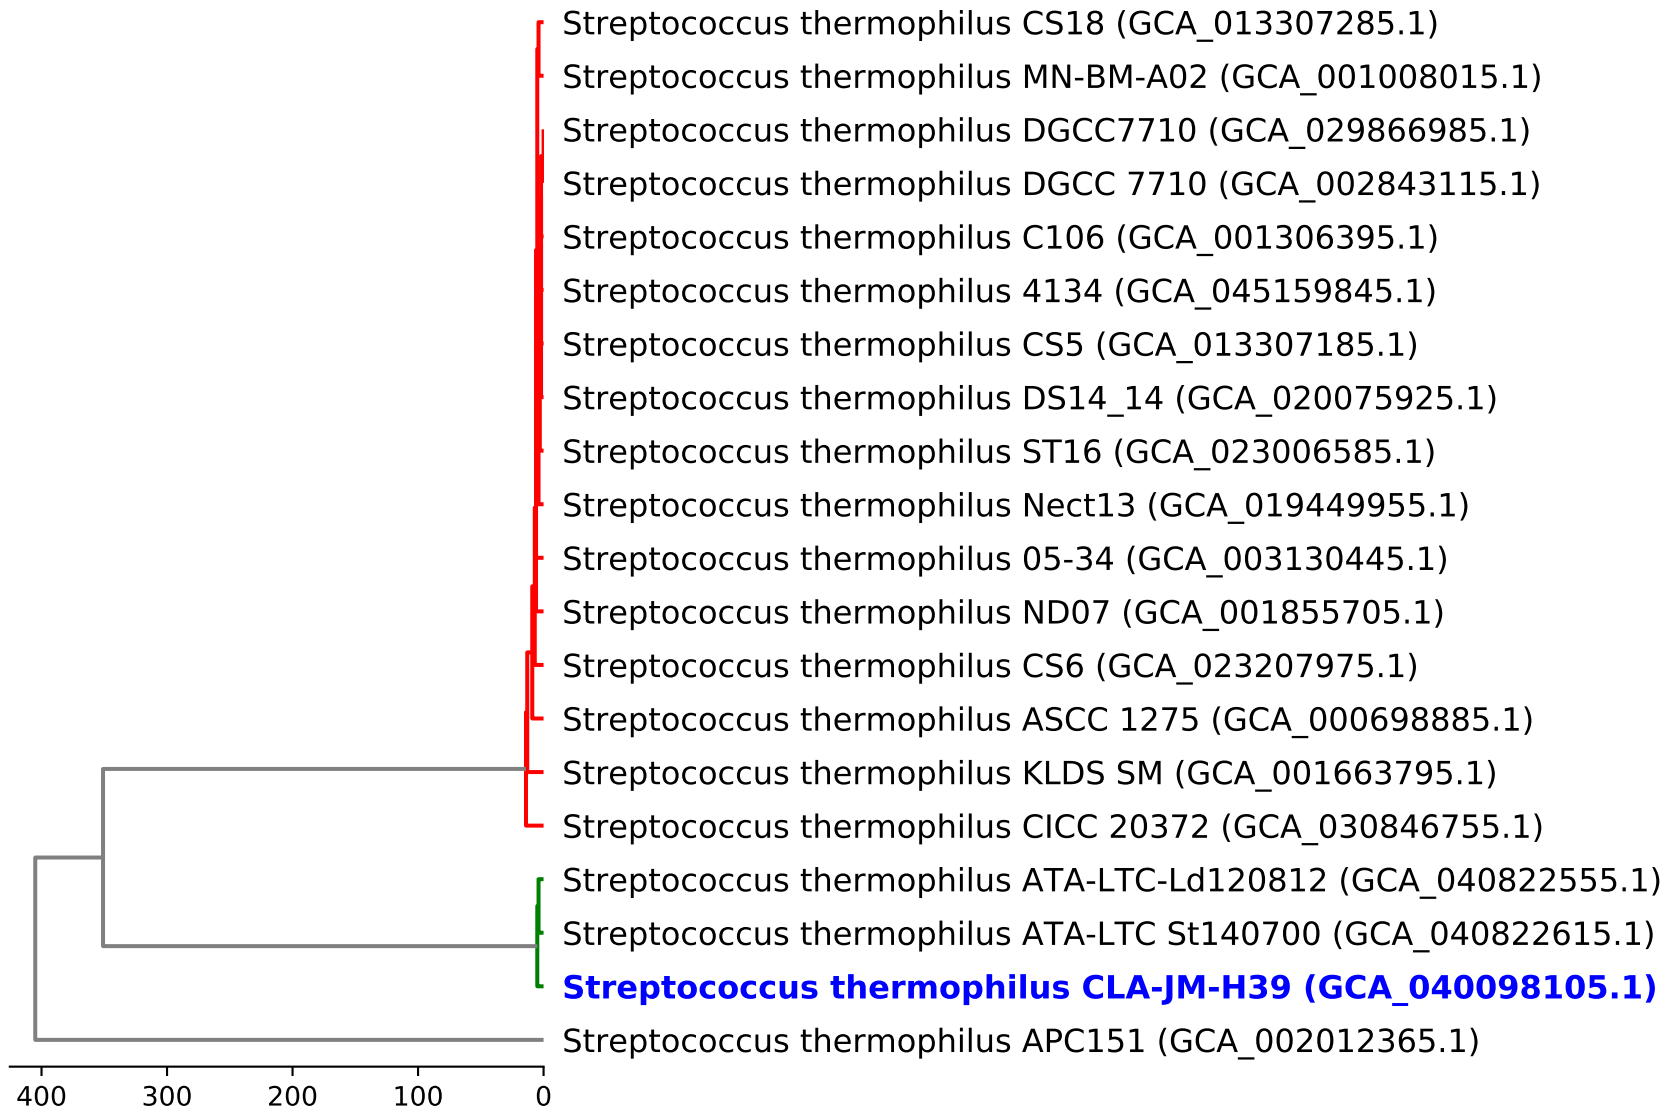 Streptococcus thermophilus CS18 (GCA_013307285.1)
Streptococcus thermophilus MN-BM-A02 (GCA_001008015.1)
Streptococcus thermophilus DGCC7710 (GCA_029866985.1)
Streptococcus thermophilus DGCC 7710 (GCA_002843115.1)
Streptococcus thermophilus C106 (GCA_001306395.1)
Streptococcus thermophilus 4134 (GCA_045159845.1)
Streptococcus thermophilus CS5 (GCA_013307185.1)
Streptococcus thermophilus DS14_14 (GCA_020075925.1)
Streptococcus thermophilus ST16 (GCA_023006585.1)
Streptococcus thermophilus Nect13 (GCA_019449955.1)
Streptococcus thermophilus 05-34 (GCA_003130445.1)
Streptococcus thermophilus ND07 (GCA_001855705.1)
Streptococcus thermophilus CS6 (GCA_023207975.1)
Streptococcus thermophilus ASCC 1275 (GCA_000698885.1)
Streptococcus thermophilus KLDS SM (GCA_001663795.1)
Streptococcus thermophilus CICC 20372 (GCA_030846755.1)
Streptococcus thermophilus ATA-LTC-Ld120812 (GCA_040822555.1)
Streptococcus thermophilus ATA-LTC St140700 (GCA_040822615.1)
Streptococcus thermophilus CLA-JM-H39 (GCA_040098105.1)
Streptococcus thermophilus APC151 (GCA_002012365.1)
400 300 200 100 0